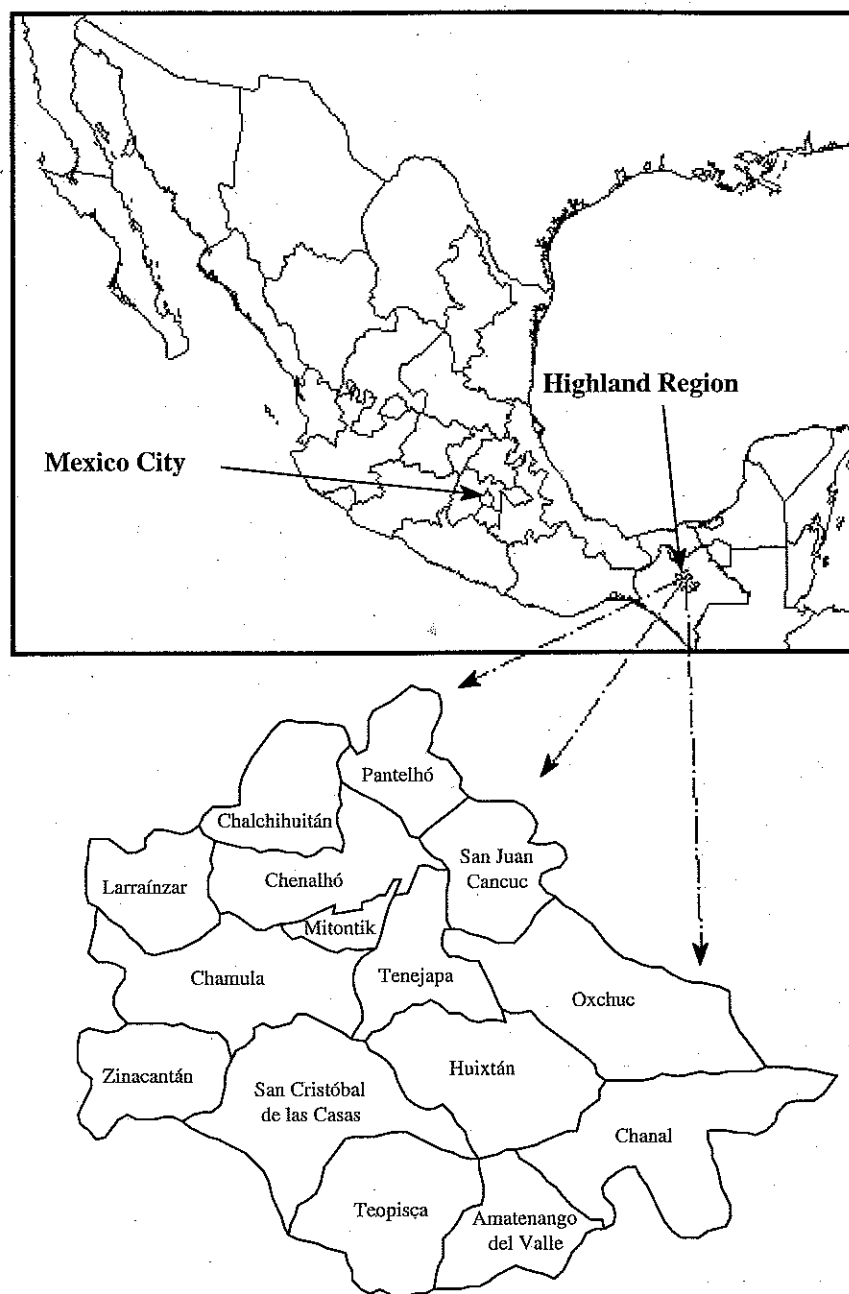 Highland Region
Mexico City
Pantelhó
Chalchihuitán
San Juan
Cancuc
Larraínzar
Chenalhó
Mitontik
Chamula
Tenejapa
Oxchuc
Zinacantán
San Cristóbal
de las Casas
Huixtán
Chanal
Teopisça
Amatenango
del Valle